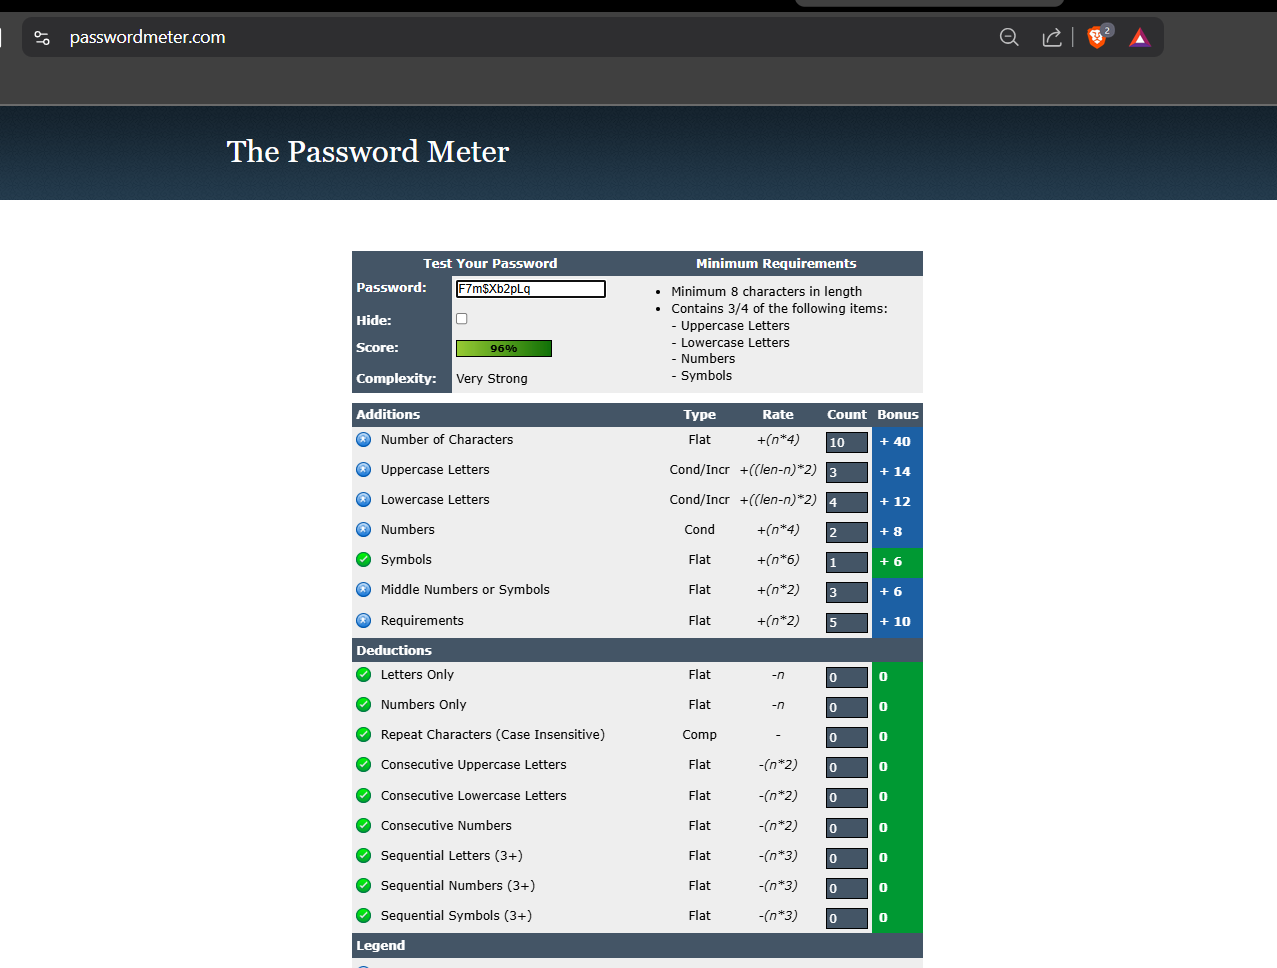 passwordmeter.com
2
The Password Meter
Test Your Password Minimum Requirements
Password: F7m$Xb2pLq
Hide:
Score: 96%
Complexity: Very Strong
• Minimum 8 characters in length
• Contains 3/4 of the following items:
- Uppercase Letters
- Lowercase Letters
- Numbers
- Symbols
Additions Type Rate Count Bonus
Number of Characters Flat +(n*4) 10 + 40
Uppercase Letters Cond/Incr +((len-n)*2) 3 + 14
Lowercase Letters Cond/Incr +((len-n)*2) 4 + 12
Numbers Cond +(n*4) 2 + 8
Symbols Flat +(n*6) 1 + 6
Middle Numbers or Symbols Flat +(n*2) 3 + 6
Requirements Flat +(n*2) 5 + 10
Deductions
Letters Only Flat -n 0 0
Numbers Only Flat -n 0 0
Repeat Characters (Case Insensitive) Comp - 0 0
Consecutive Uppercase Letters Flat -(n*2) 0 0
Consecutive Lowercase Letters Flat -(n*2) 0 0
Consecutive Numbers Flat -(n*2) 0 0
Sequential Letters (3+) Flat -(n*3) 0 0
Sequential Numbers (3+) Flat -(n*3) 0 0
Sequential Symbols (3+) Flat -(n*3) 0 0
Legend